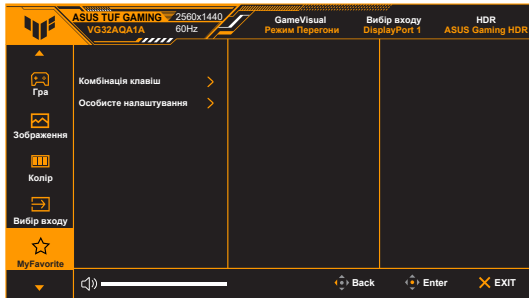 ASUS TUF GAMING 2560x1440
VG32AQA1A 60Hz
GameVisual Вибір входу HDR
Режим Перегони DisplayPort 1 ASUS Gaming HDR
Гра
Комбінація клавіш
Особисте налаштування
Зображення
Колір
Вибір входу
MyFavorite
Back Enter EXIT